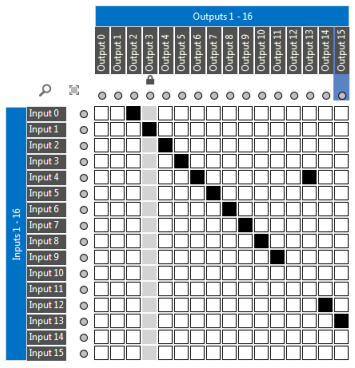 Outputs 1 - 16
Output 0
Output 1
Output 2
Output 3
Output 4
Output 5
Output 6
Output 7
Output 8
Output 9
Output 10
Output 11
Output 12
Output 13
Output 14
Output 15
Inputs 1 - 16
Input 0
Input 1
Input 2
Input 3
Input 4
Input 5
Input 6
Input 7
Input 8
Input 9
Input 10
Input 11
Input 12
Input 13
Input 14
Input 15